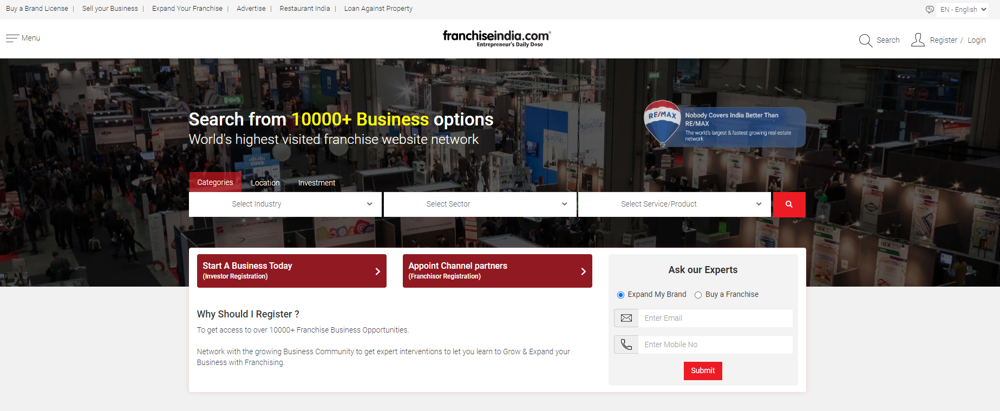 Buy a Brand License | Sell your Business | Expand Your Franchise | Advertise | Restaurant India | Loan Against Property
EN - English
Menu
franchiseindia.com
Entrepreneur's Daily Dose
Search
Register / Login
Search from 10000+ Business options
World's highest visited franchise website network
RE/MAX
Nobody Covers India Better Than
RE/MAX
The world's largest & fastest growing real estate
network
intel
CISCO
IBX
IBX
IBX
Categories
Location
Investment
Select Industry
Select Sector
Select Service/Product
Start A Business Today
(Investor Registration)
Appoint Channel partners
(Franchisor Registration)
Why Should I Register ?
To get access to over 10000+ Franchise Business Opportunities.
Network with the growing Business Community to get expert interventions to let you learn to Grow & Expand your
Business with Franchising.
Ask our Experts
Expand My Brand
Buy a Franchise
Enter Email
Enter Mobile No
Submit